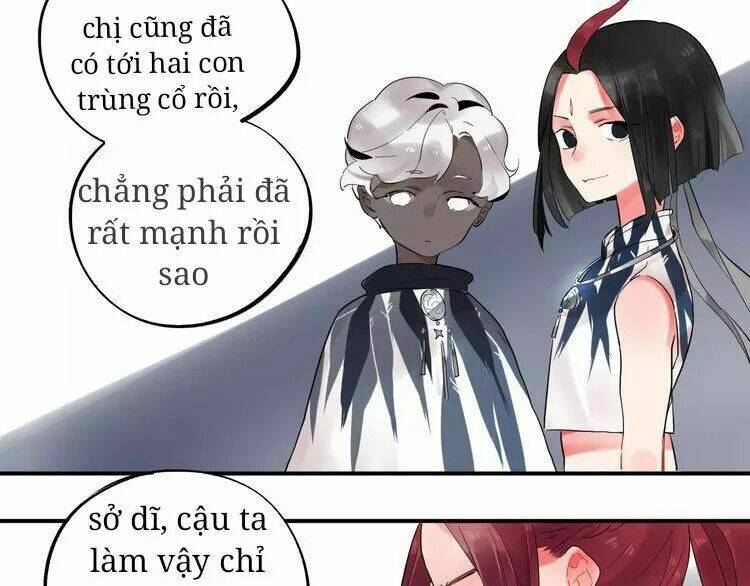 chị cũng đã
có tới hai con
trùng cổ rồi,
chẳng phải đã
rất mạnh rồi
sao
sở dĩ, cậu ta
làm vậy chỉ